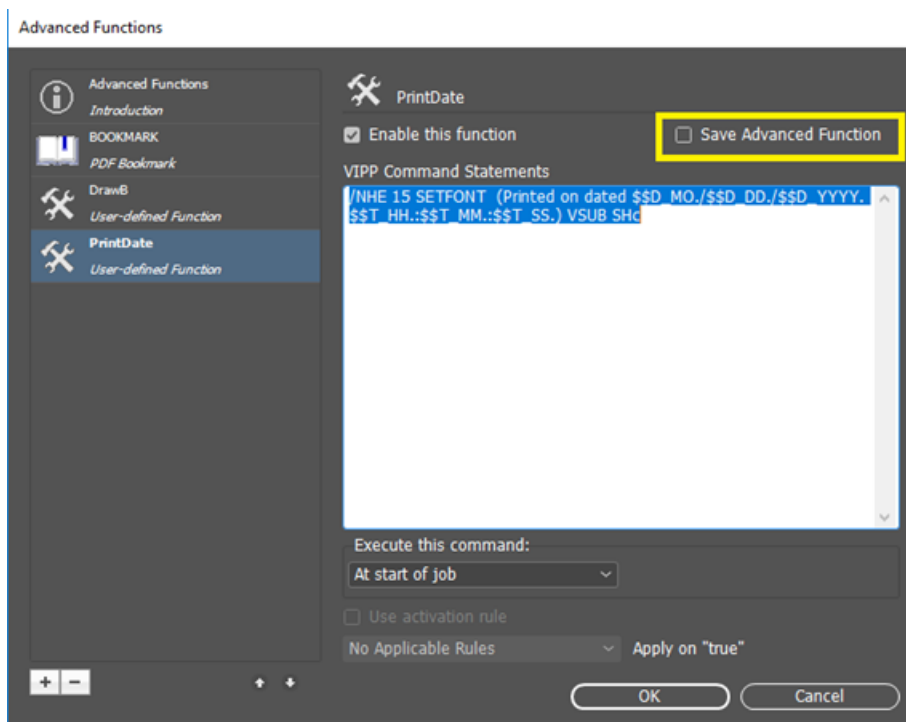 Advanced Functions
Advanced Functions
Introduction
BOOKMARK
PDF Bookmark
DrawB
User-defined Function
PrintDate
User-defined Function
PrintDate
Enable this function
Save Advanced Function
VIPP Command Statements
/NHE 15 SETFONT  (Printed on dated $$D_MO./$$D_DD./$$D_YYYY.
$$T_HH.:$$T_MM.:$$T_SS.) VSUB SHc
Execute this command:
At start of job
Use activation rule
No Applicable Rules
Apply on "true"
OK
Cancel